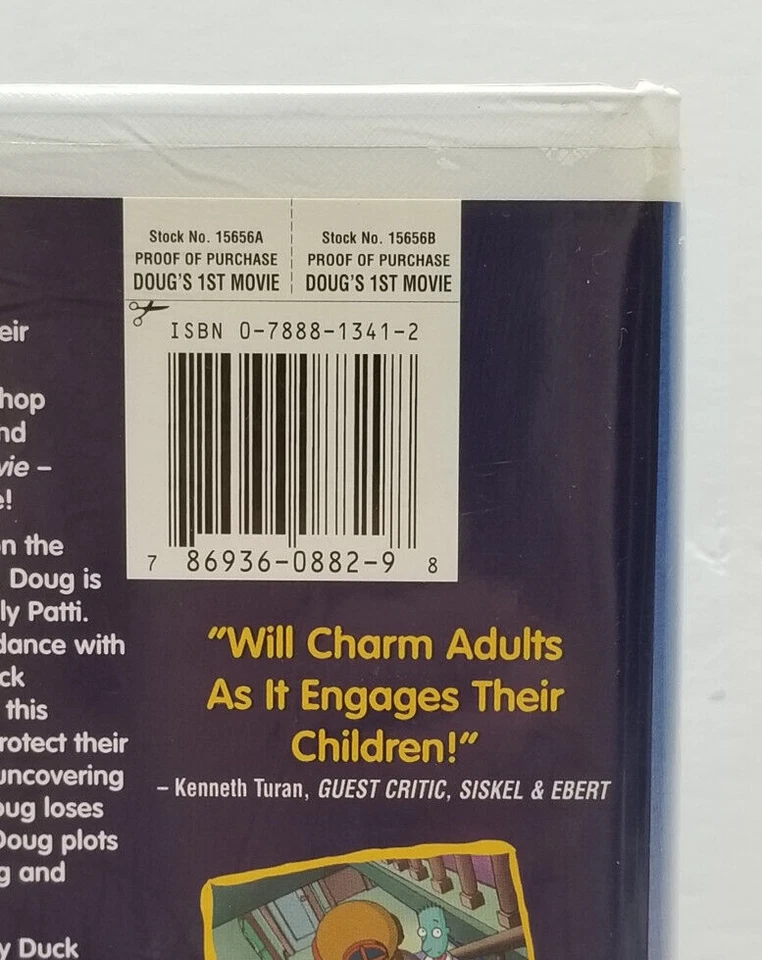 Stock No. 15656A
PROOF OF PURCHASE
DOUG'S 1ST MOVIE
Stock No. 15656B
PROOF OF PURCHASE
DOUG'S 1ST MOVIE
ISBN 0-7888-1341-2
7 86936-0882-9 8
eir
hop
nd
vie –
e!
n the
Doug is
ly Patti.
dance with
ck
this
rotect their
uncovering
oug loses
Doug plots
g and
y Duck
"Will Charm Adults
As It Engages Their
Children!"
– Kenneth Turan, GUEST CRITIC, SISKEL & EBERT